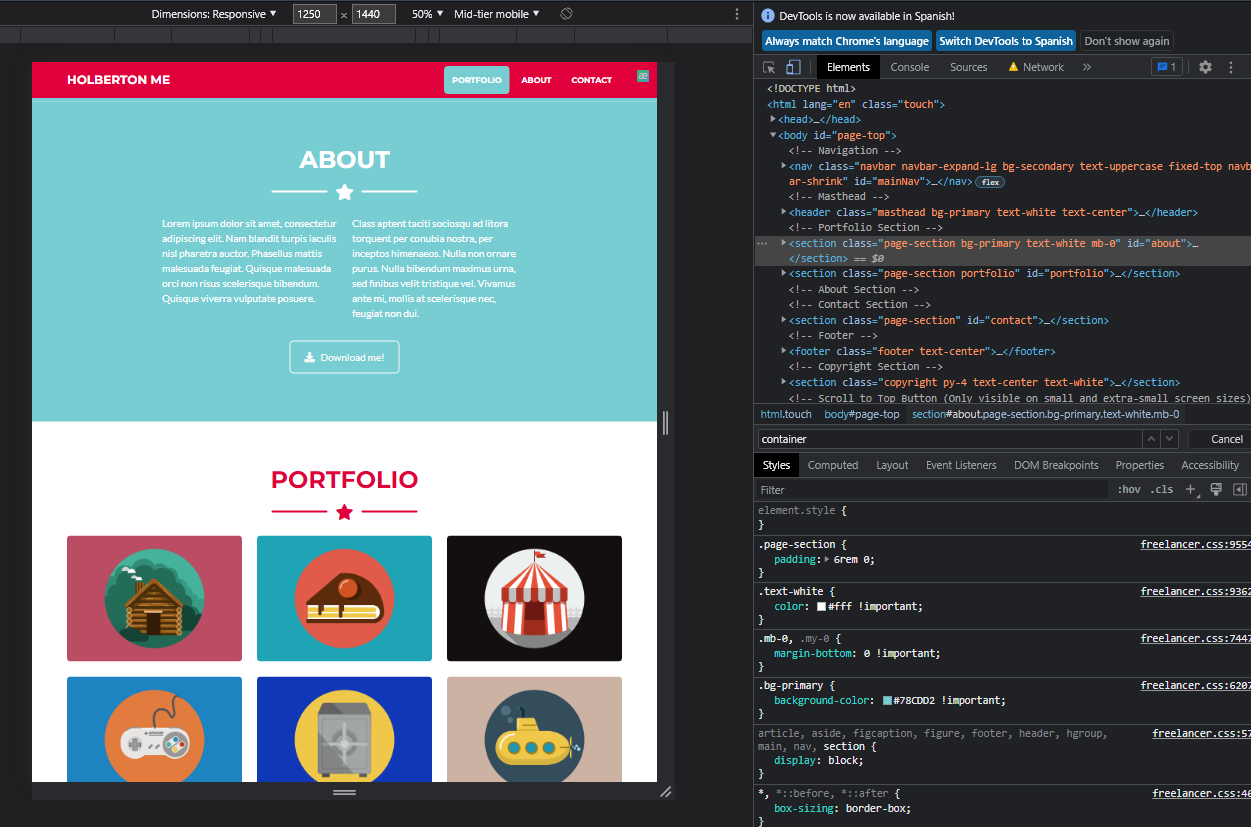 Dimensions: Responsive ▼ 1250 × 1440 50% ▼ Mid-tier mobile ▼
HOLBERTON ME
PORTFOLIO ABOUT CONTACT æ
ABOUT
Lorem ipsum dolor sit amet, consectetur
adipiscing elit. Nam blandit turpis iaculis
nisl pharetra auctor. Phasellus mattis
malesuada feugiat. Quisque malesuada
orci non risus scelerisque bibendum.
Quisque viverra vulputate posuere.
Class aptent taciti sociosqu ad litora
torquent per conubia nostra, per
inceptos himenaeos. Nulla non ornare
purus. Nulla bibendum maximus urna,
sed finibus velit tristique vel. Vivamus
ante mi, mollis at scelerisque nec,
feugiat non dui.
Download me!
PORTFOLIO
DevTools is now available in Spanish!
Always match Chrome's language Switch DevTools to Spanish Don't show again
Elements Console Sources Network » 1
<!DOCTYPE html>
<html lang="en" class="touch">
<head>…</head>
<body id="page-top">
<!-- Navigation -->
<nav class="navbar navbar-expand-lg bg-secondary text-uppercase fixed-top navb
ar-shrink" id="mainNav">…</nav> flex
<!-- Masthead -->
<header class="masthead bg-primary text-white text-center">…</header>
<!-- Portfolio Section -->
<section class="page-section bg-primary text-white mb-0" id="about">…
</section> == $0
<section class="page-section portfolio" id="portfolio">…</section>
<!-- About Section -->
<!-- Contact Section -->
<section class="page-section" id="contact">…</section>
<!-- Footer -->
<footer class="footer text-center">…</footer>
<!-- Copyright Section -->
<section class="copyright py-4 text-center text-white">…</section>
<!-- Scroll to Top Button (Only visible on small and extra-small screen sizes)
html.touch body#page-top section#about.page-section.bg-primary.text-white.mb-0
container Cancel
Styles Computed Layout Event Listeners DOM Breakpoints Properties Accessibility
Filter :hov .cls +
element.style {
}
.page-section { freelancer.css:9554
padding: 6rem 0;
}
.text-white { freelancer.css:9362
color: #fff !important;
}
.mb-0, .my-0 { freelancer.css:7447
margin-bottom: 0 !important;
}
.bg-primary { freelancer.css:6207
background-color: #78CDD2 !important;
}
article, aside, figcaption, figure, footer, header, hgroup, freelancer.css:57
main, nav, section {
display: block;
}
*, *::before, *::after { freelancer.css:46
box-sizing: border-box;
}